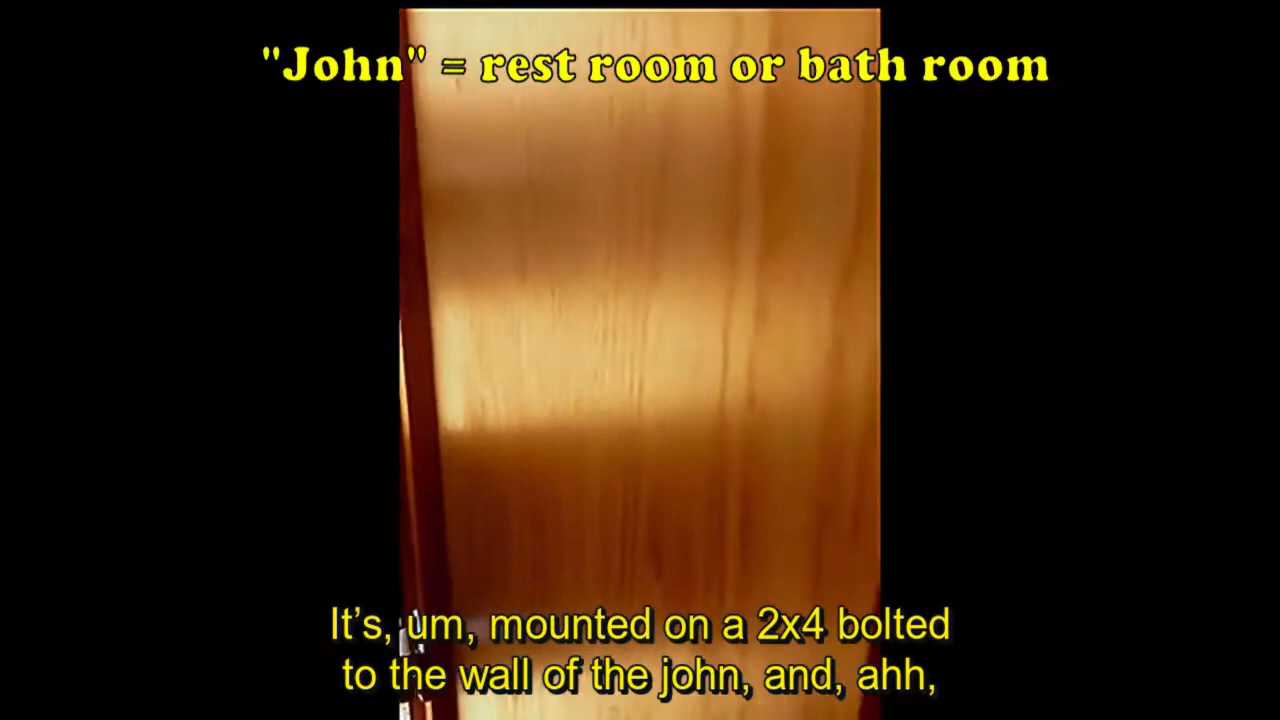 "John" = rest room or bath room
It’s, um, mounted on a 2x4 bolted
to the wall of the john, and, ahh,